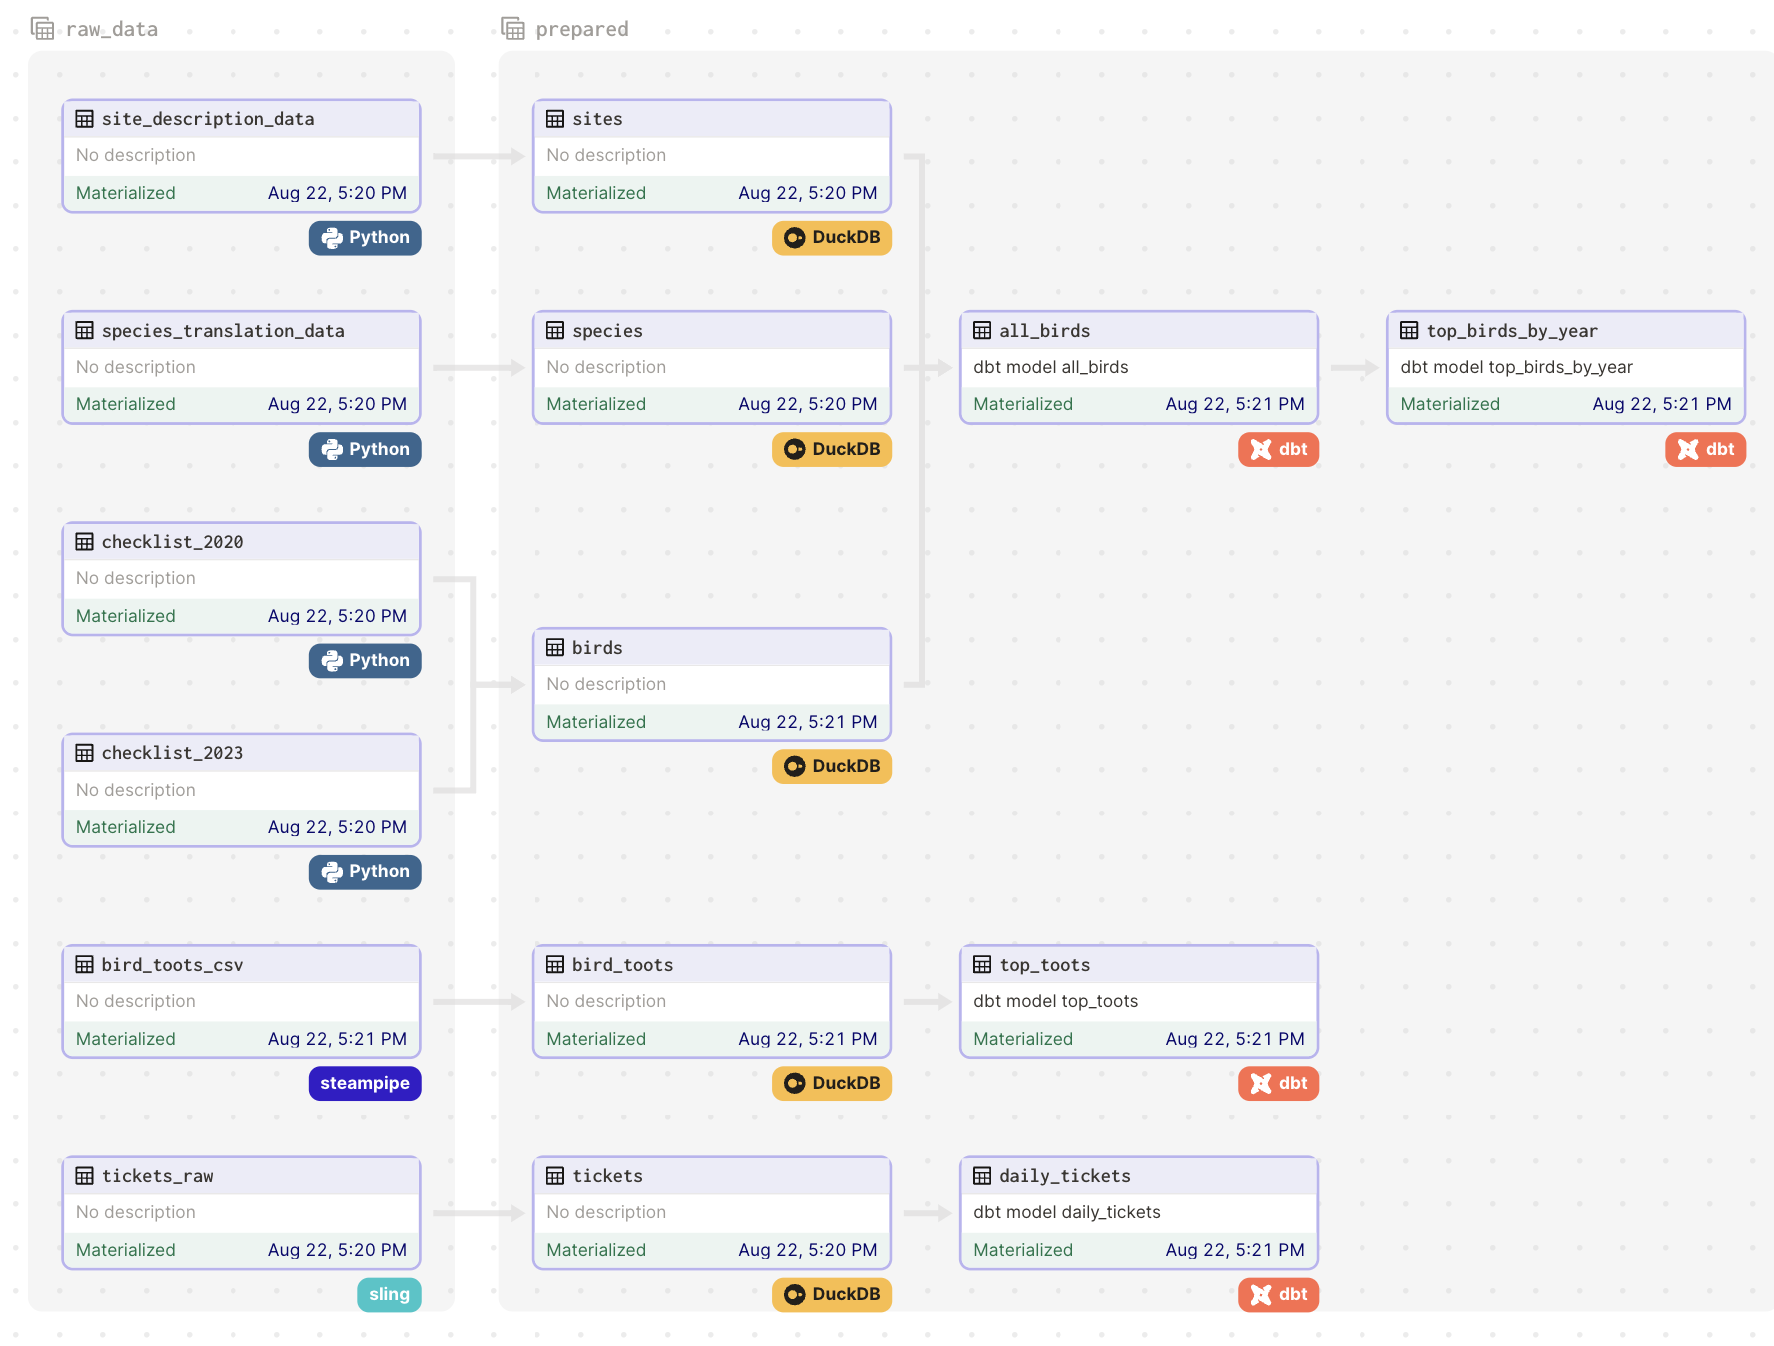 raw_data
site_description_data
No description
Materialized Aug 22, 5:20 PM
Python
species_translation_data
No description
Materialized Aug 22, 5:20 PM
Python
checklist_2020
No description
Materialized Aug 22, 5:20 PM
Python
checklist_2023
No description
Materialized Aug 22, 5:20 PM
Python
bird_toots_csv
No description
Materialized Aug 22, 5:21 PM
steampipe
tickets_raw
No description
Materialized Aug 22, 5:20 PM
sling
prepared
sites
No description
Materialized Aug 22, 5:20 PM
DuckDB
species
No description
Materialized Aug 22, 5:20 PM
DuckDB
birds
No description
Materialized Aug 22, 5:21 PM
DuckDB
bird_toots
No description
Materialized Aug 22, 5:21 PM
DuckDB
tickets
No description
Materialized Aug 22, 5:20 PM
DuckDB
all_birds
dbt model all_birds
Materialized Aug 22, 5:21 PM
dbt
top_toots
dbt model top_toots
Materialized Aug 22, 5:21 PM
dbt
daily_tickets
dbt model daily_tickets
Materialized Aug 22, 5:21 PM
dbt
top_birds_by_year
dbt model top_birds_by_year
Materialized Aug 22, 5:21 PM
dbt